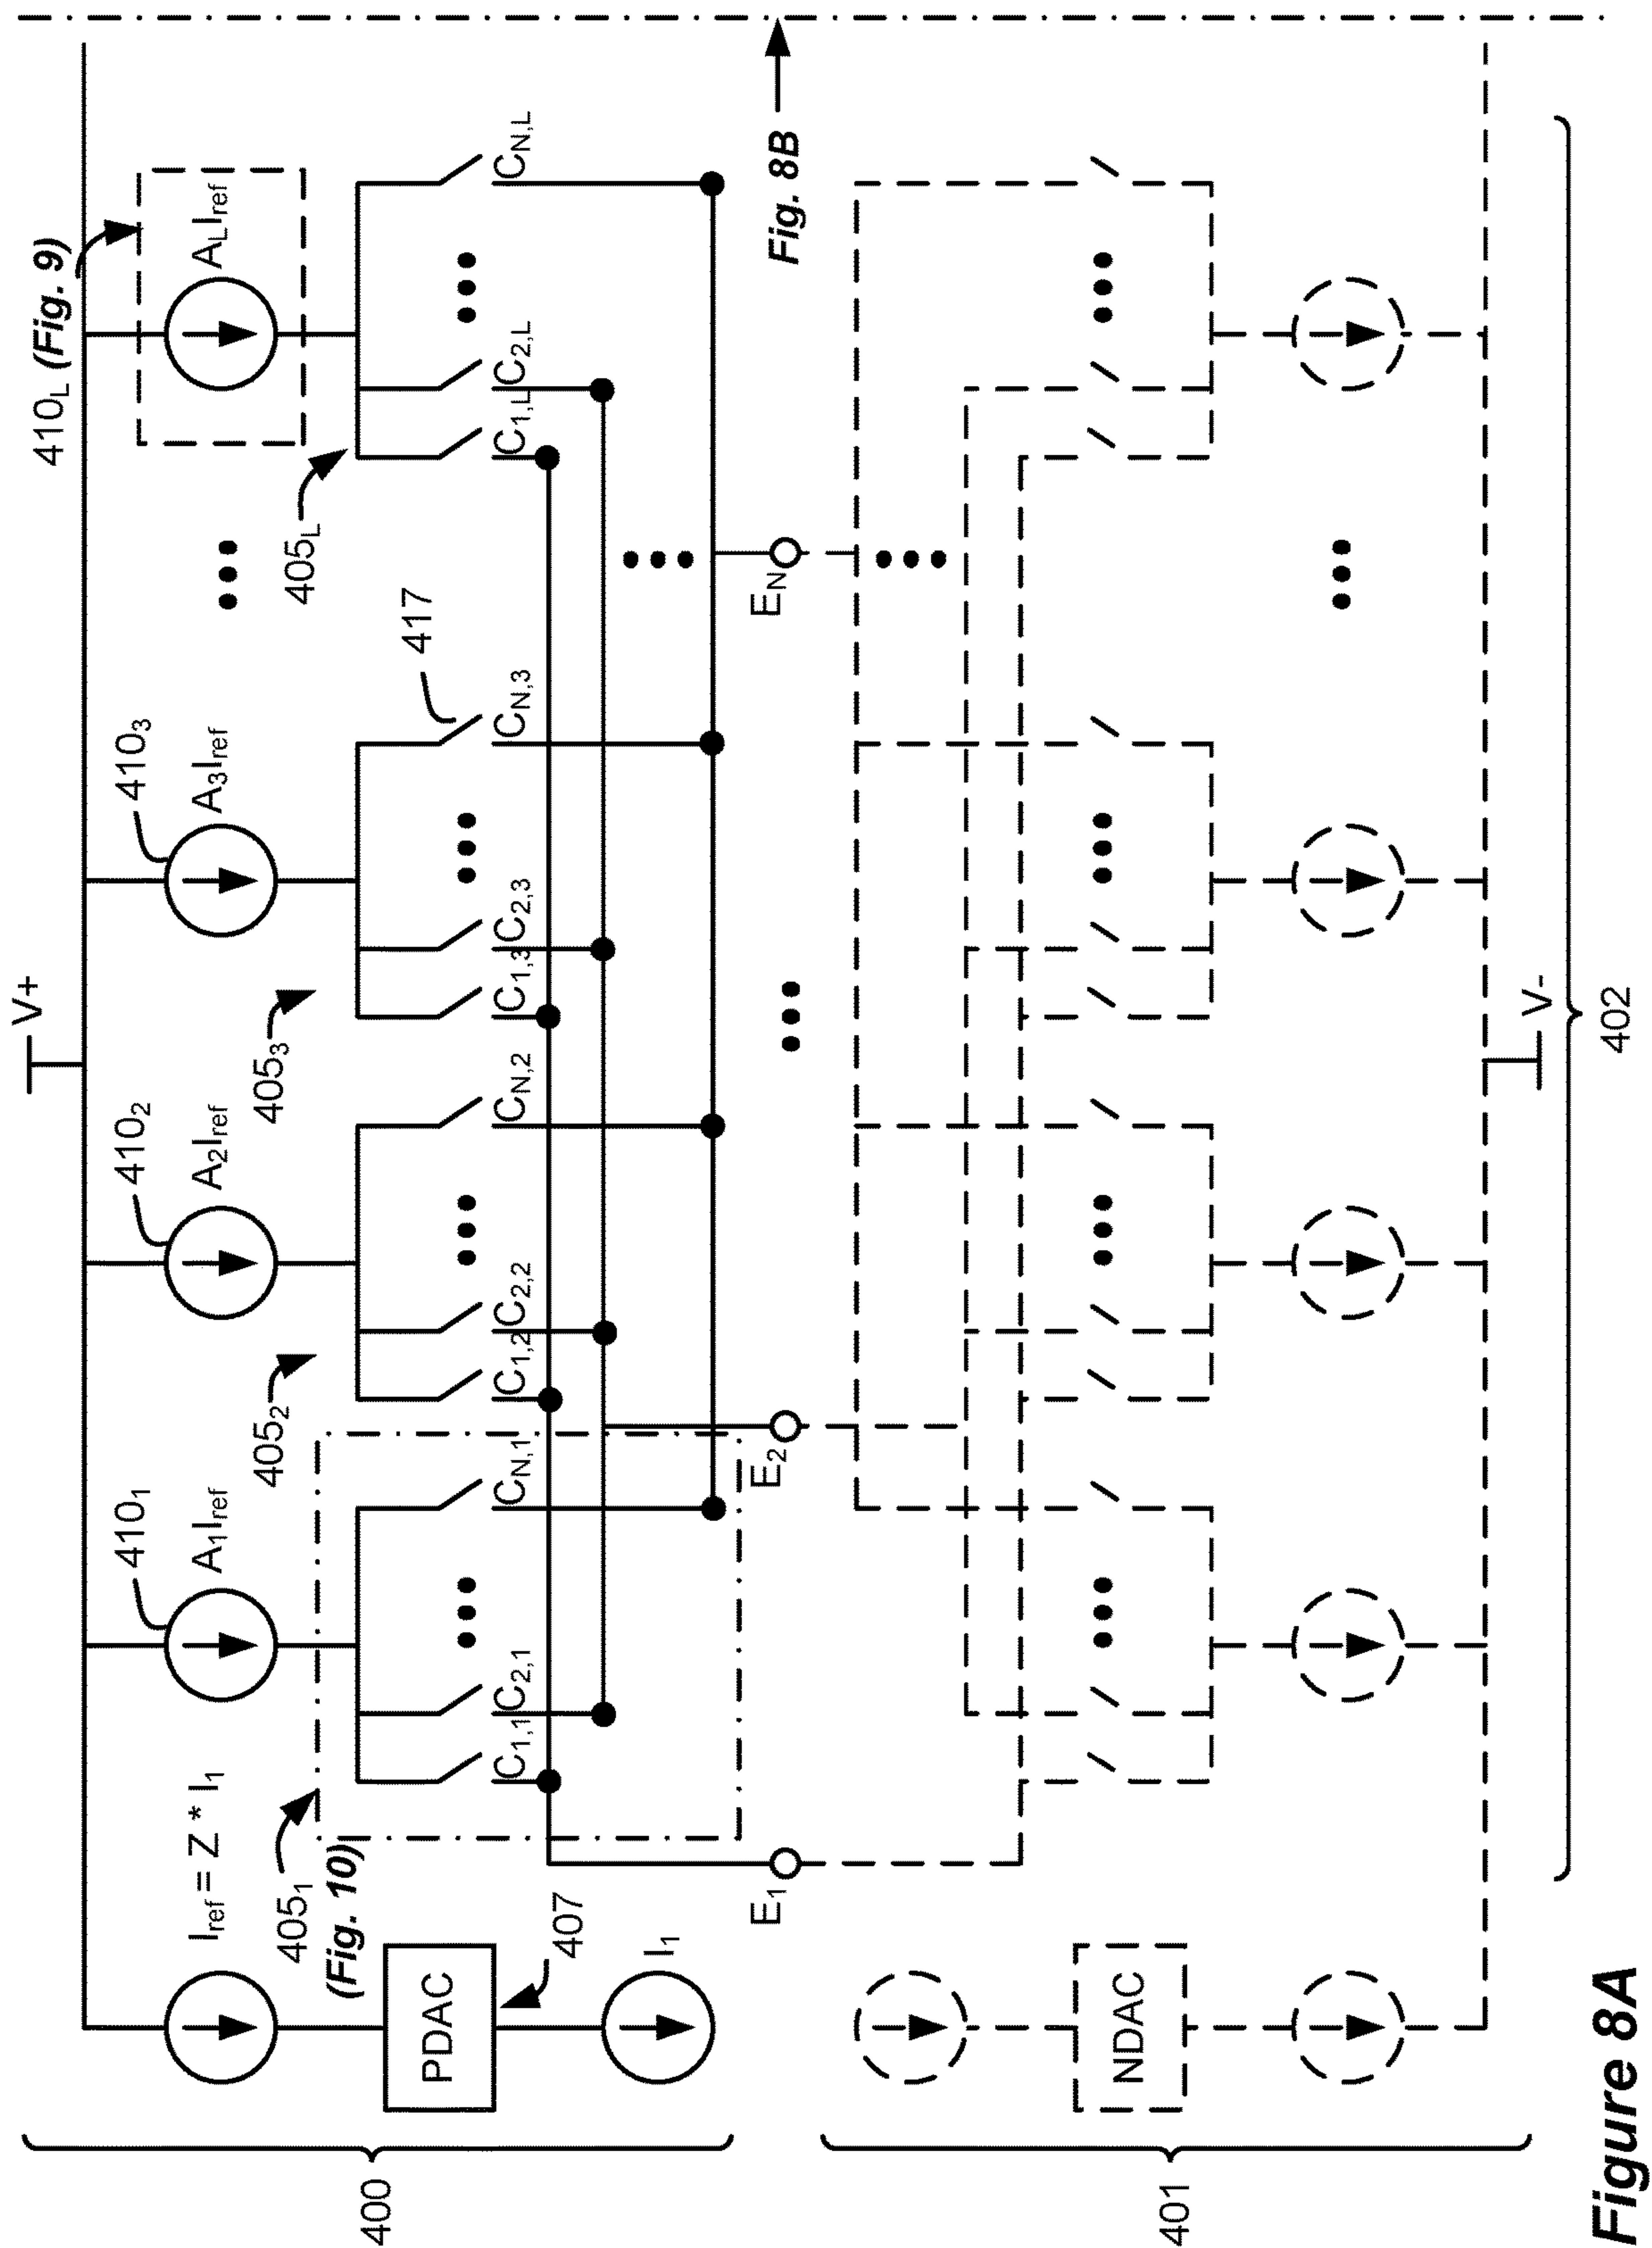 V+
410₁
410₂
410₃
410L (Fig. 9)
Iref = Z * I₁
A₁Iref
A₂Iref
A₃Iref
ALIref
•••
405₁
(Fig. 10)
405₂
405₃
405L
417
400
PDAC
407
I₁
C1,1
C2,1
•••
CN,1
C1,2
C2,2
•••
CN,2
C1,3
C2,3
•••
CN,3
C1,L
C2,L
•••
CN,L
•••
E₁
E₂
•••
EN
Fig. 8B
401
NDAC
•••
•••
•••
•••
•••
•••
V-
402
Figure 8A